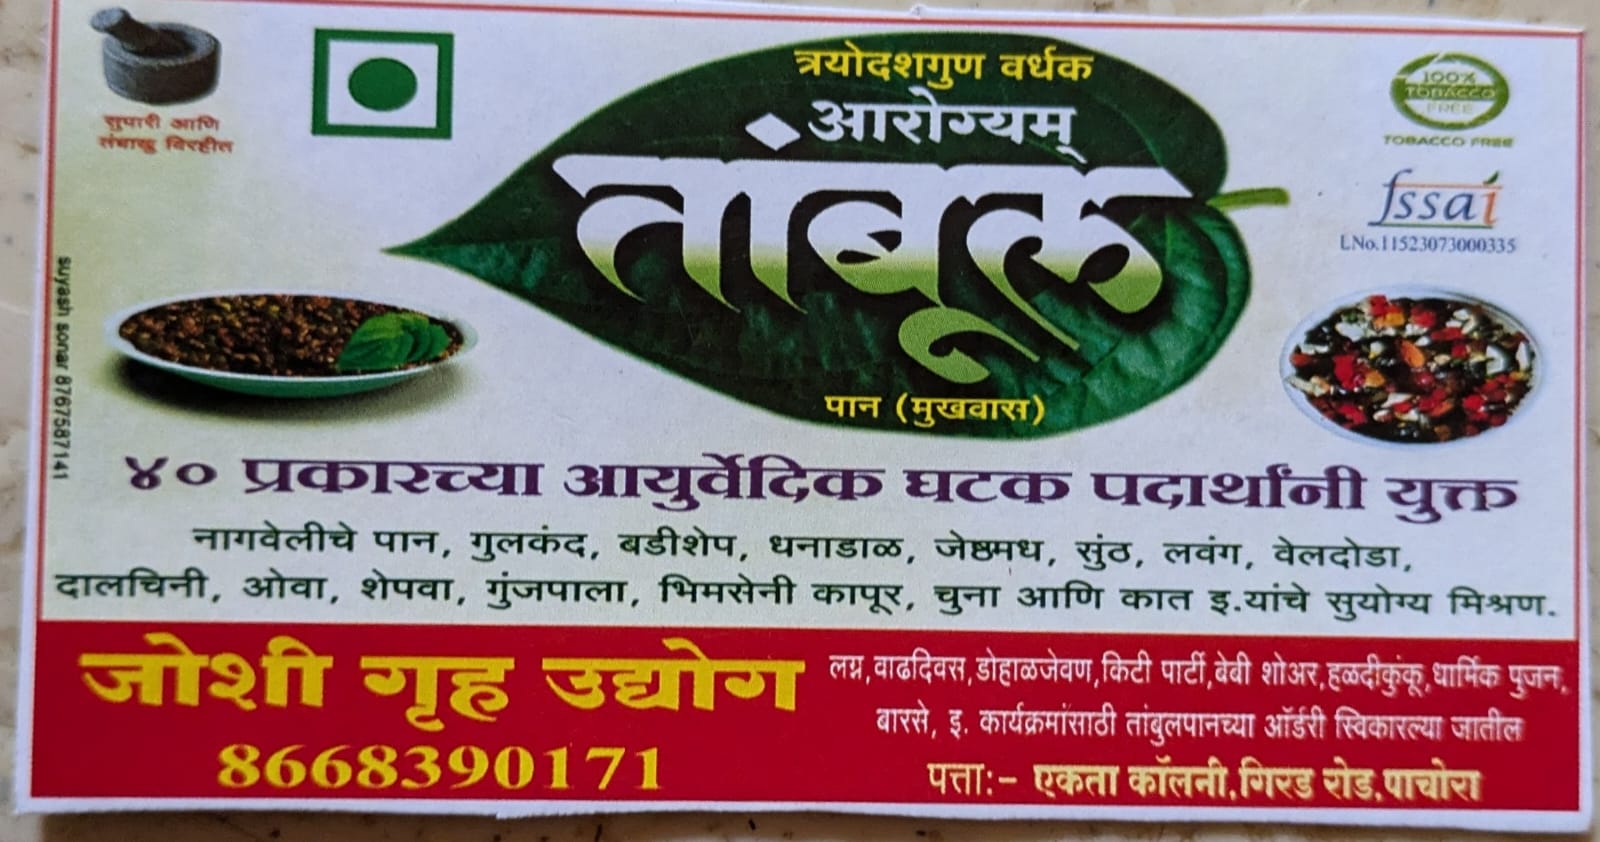 सुपारी आणि
तंबाखु विरहीत
त्रयोदशगुण वर्धक
आरोग्यम्
तांबूल
पान (मुखवास)
100%
TOBACCO
FREE
TOBACCO FREE
fssai
LNo.11523073000335
suyash sonar 8767587141
४० प्रकारच्या आयुर्वेदिक घटक पदार्थांनी युक्त
नागवेलीचे पान, गुलकंद, बडीशेप, धनाडाळ, जेष्ठमध, सुंठ, लवंग, वेलदोडा,
दालचिनी, ओवा, शेपवा, गुंजपाला, भिमसेनी कापूर, चुना आणि कात इ.यांचे सुयोग्य मिश्रण.
जोशी गृह उद्योग
8668390171
लग्न,वाढदिवस,डोहाळजेवण,किटी पार्टी,बेबी शोअर,हळदीकुंकू,धार्मिक पुजन,
बारसे, इ. कार्यक्रमांसाठी तांबुलपानच्या ऑर्डरी स्विकारल्या जातील
पत्ता:- एकता कॉलनी,गिरड रोड,पाचोरा